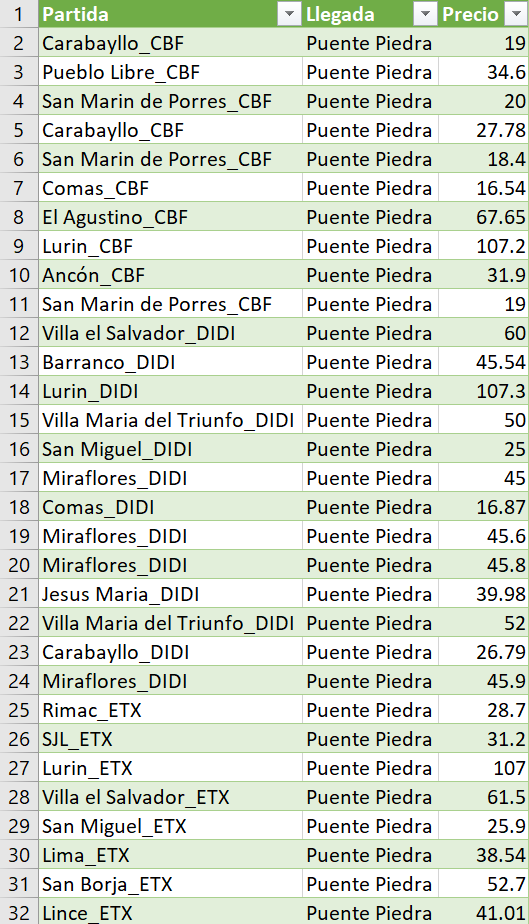 1 Partida Llegada Precio
2 Carabayllo_CBF Puente Piedra 19
3 Pueblo Libre_CBF Puente Piedra 34.6
4 San Marin de Porres_CBF Puente Piedra 20
5 Carabayllo_CBF Puente Piedra 27.78
6 San Marin de Porres_CBF Puente Piedra 18.4
7 Comas_CBF Puente Piedra 16.54
8 El Agustino_CBF Puente Piedra 67.65
9 Lurin_CBF Puente Piedra 107.2
10 Ancón_CBF Puente Piedra 31.9
11 San Marin de Porres_CBF Puente Piedra 19
12 Villa el Salvador_DIDI Puente Piedra 60
13 Barranco_DIDI Puente Piedra 45.54
14 Lurin_DIDI Puente Piedra 107.3
15 Villa Maria del Triunfo_DIDI Puente Piedra 50
16 San Miguel_DIDI Puente Piedra 25
17 Miraflores_DIDI Puente Piedra 45
18 Comas_DIDI Puente Piedra 16.87
19 Miraflores_DIDI Puente Piedra 45.6
20 Miraflores_DIDI Puente Piedra 45.8
21 Jesus Maria_DIDI Puente Piedra 39.98
22 Villa Maria del Triunfo_DIDI Puente Piedra 52
23 Carabayllo_DIDI Puente Piedra 26.79
24 Miraflores_DIDI Puente Piedra 45.9
25 Rimac_ETX Puente Piedra 28.7
26 SJL_ETX Puente Piedra 31.2
27 Lurin_ETX Puente Piedra 107
28 Villa el Salvador_ETX Puente Piedra 61.5
29 San Miguel_ETX Puente Piedra 25.9
30 Lima_ETX Puente Piedra 38.54
31 San Borja_ETX Puente Piedra 52.7
32 Lince_ETX Puente Piedra 41.01